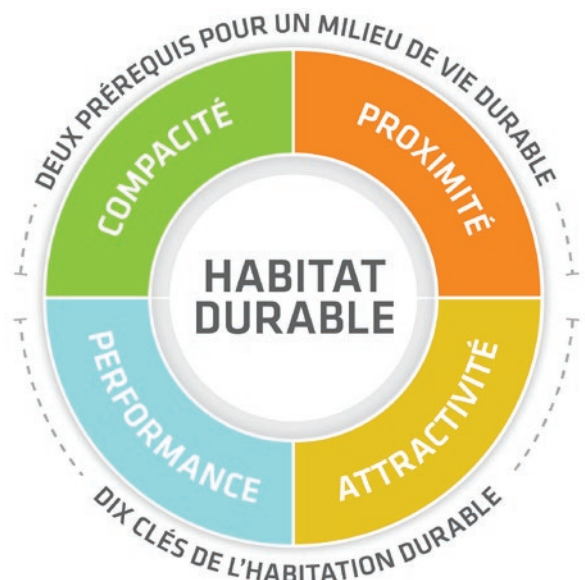 DEUX PRÉREQUIS POUR UN MILIEU DE VIE DURABLE
COMPACITÉ
PROXIMITÉ
HABITAT
DURABLE
PERFORMANCE
ATTRACTIVITÉ
DIX CLÉS DE L'HABITATION DURABLE